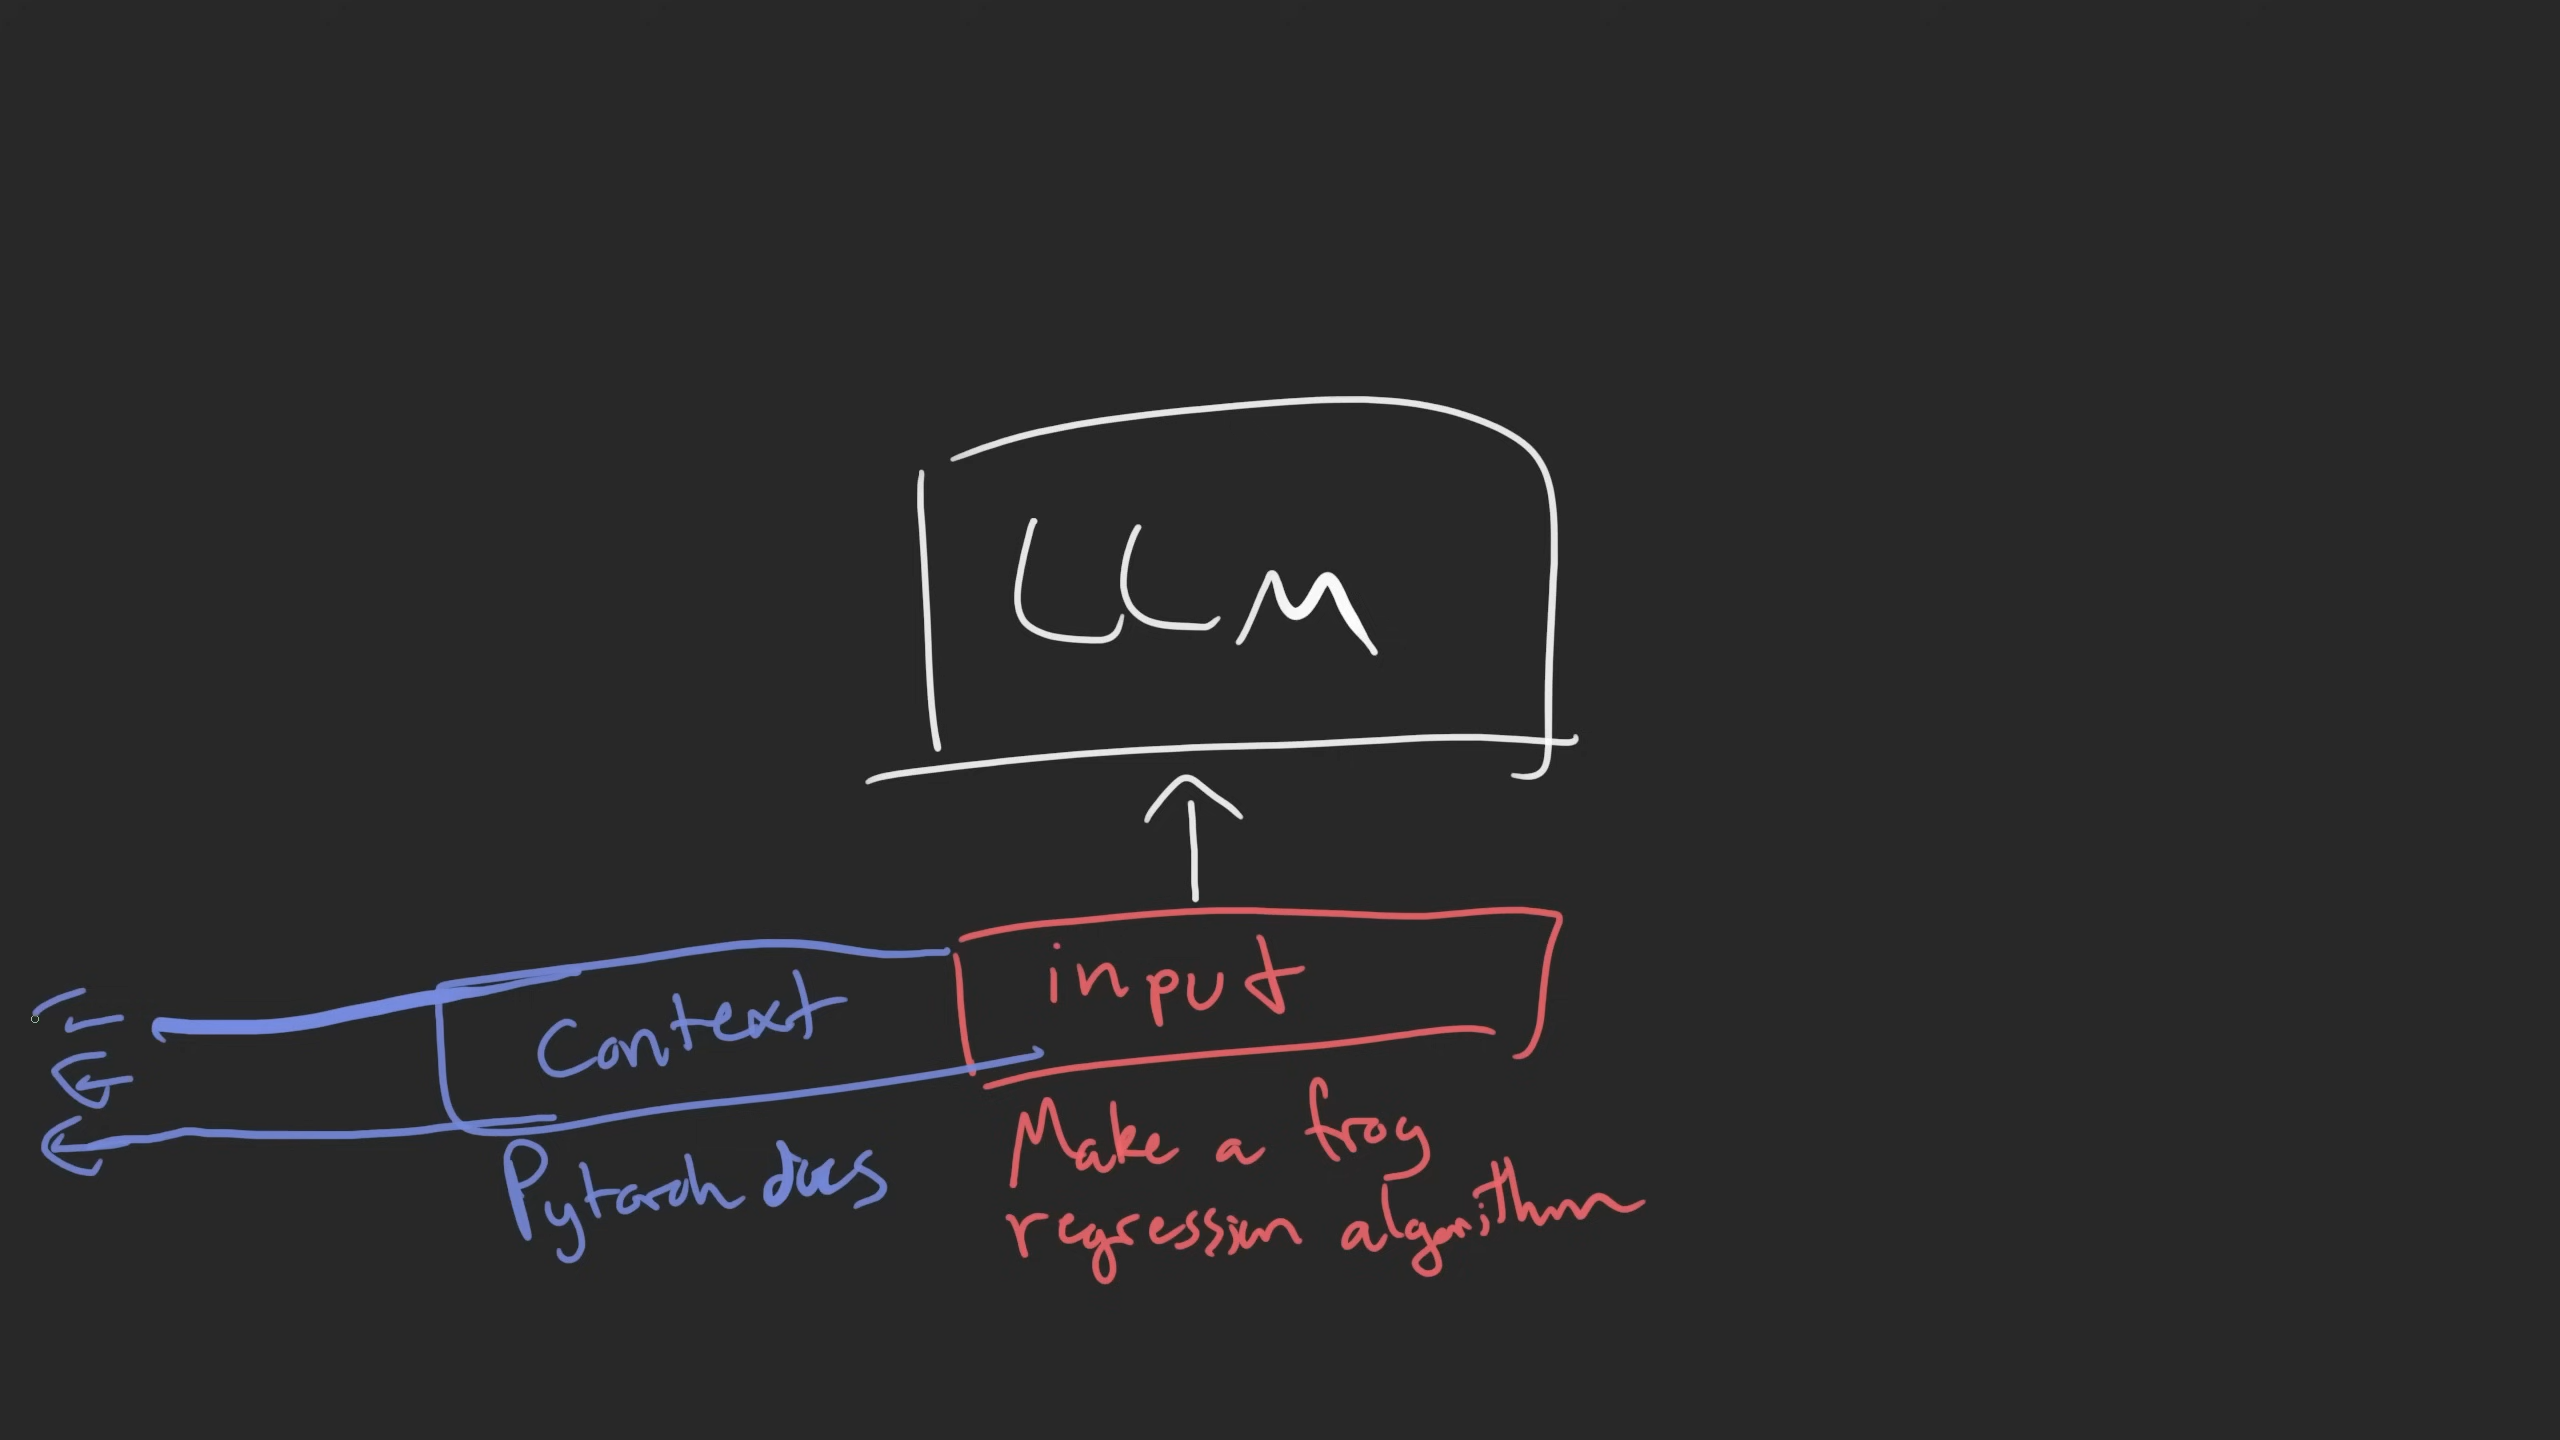 LLM
Context
input
Pytorch docs
Make a frog
regression algorithm